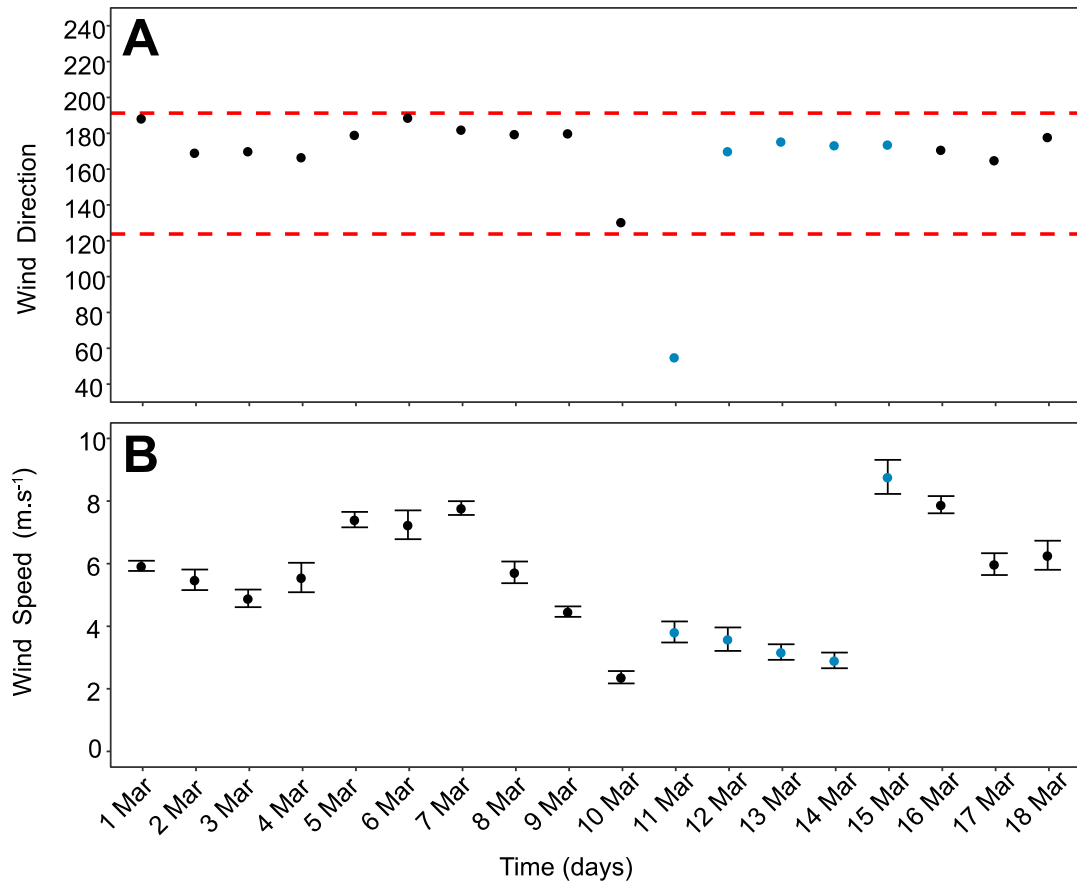 A
240
220
200
180
160
140
120
100
80
60
40
Wind Direction
B
10
8
6
4
2
0
Wind Speed (m.s⁻¹)
1 Mar
2 Mar
3 Mar
4 Mar
5 Mar
6 Mar
7 Mar
8 Mar
9 Mar
10 Mar
11 Mar
12 Mar
13 Mar
14 Mar
15 Mar
16 Mar
17 Mar
18 Mar
Time (days)